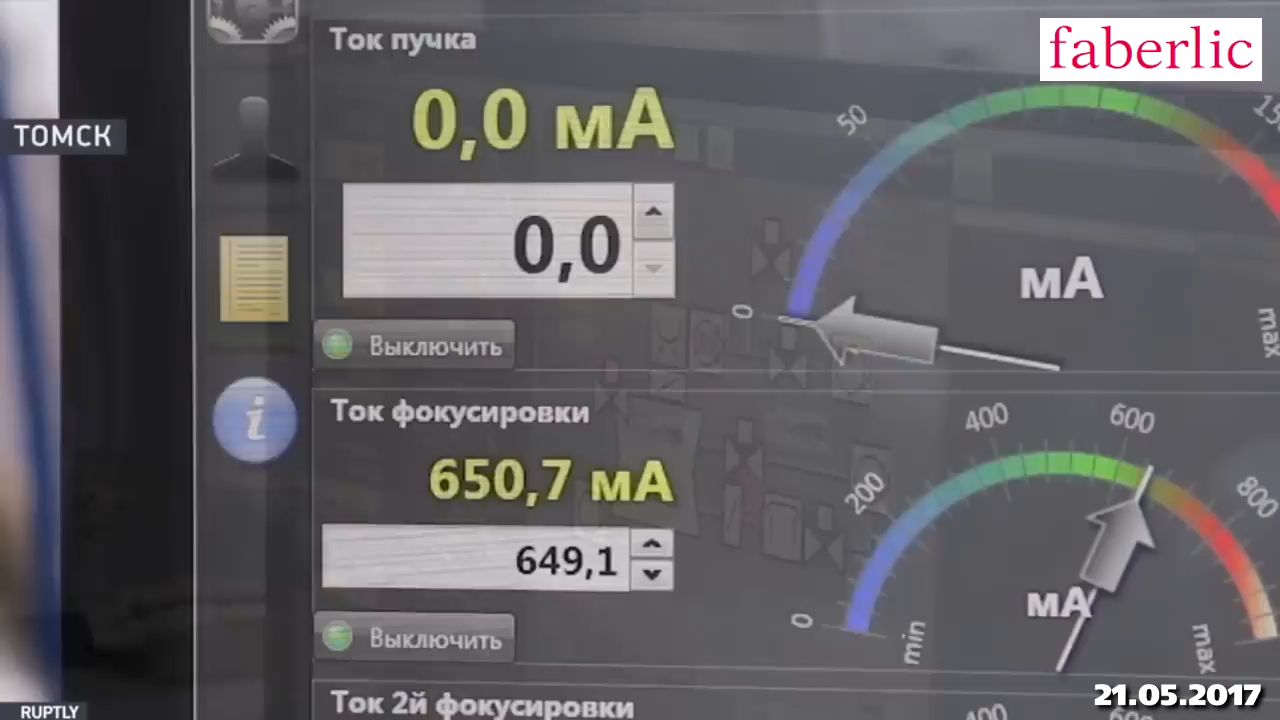 faberlic
ТОМСК
Ток пучка
0,0 мА
0,0
Выключить
0
50
мА
max
Ток фокусировки
650,7 мА
649,1
Выключить
0
200
400
600
800
min
мА
max
Ток 2й фокусировки
400
RUPTLY
21.05.2017